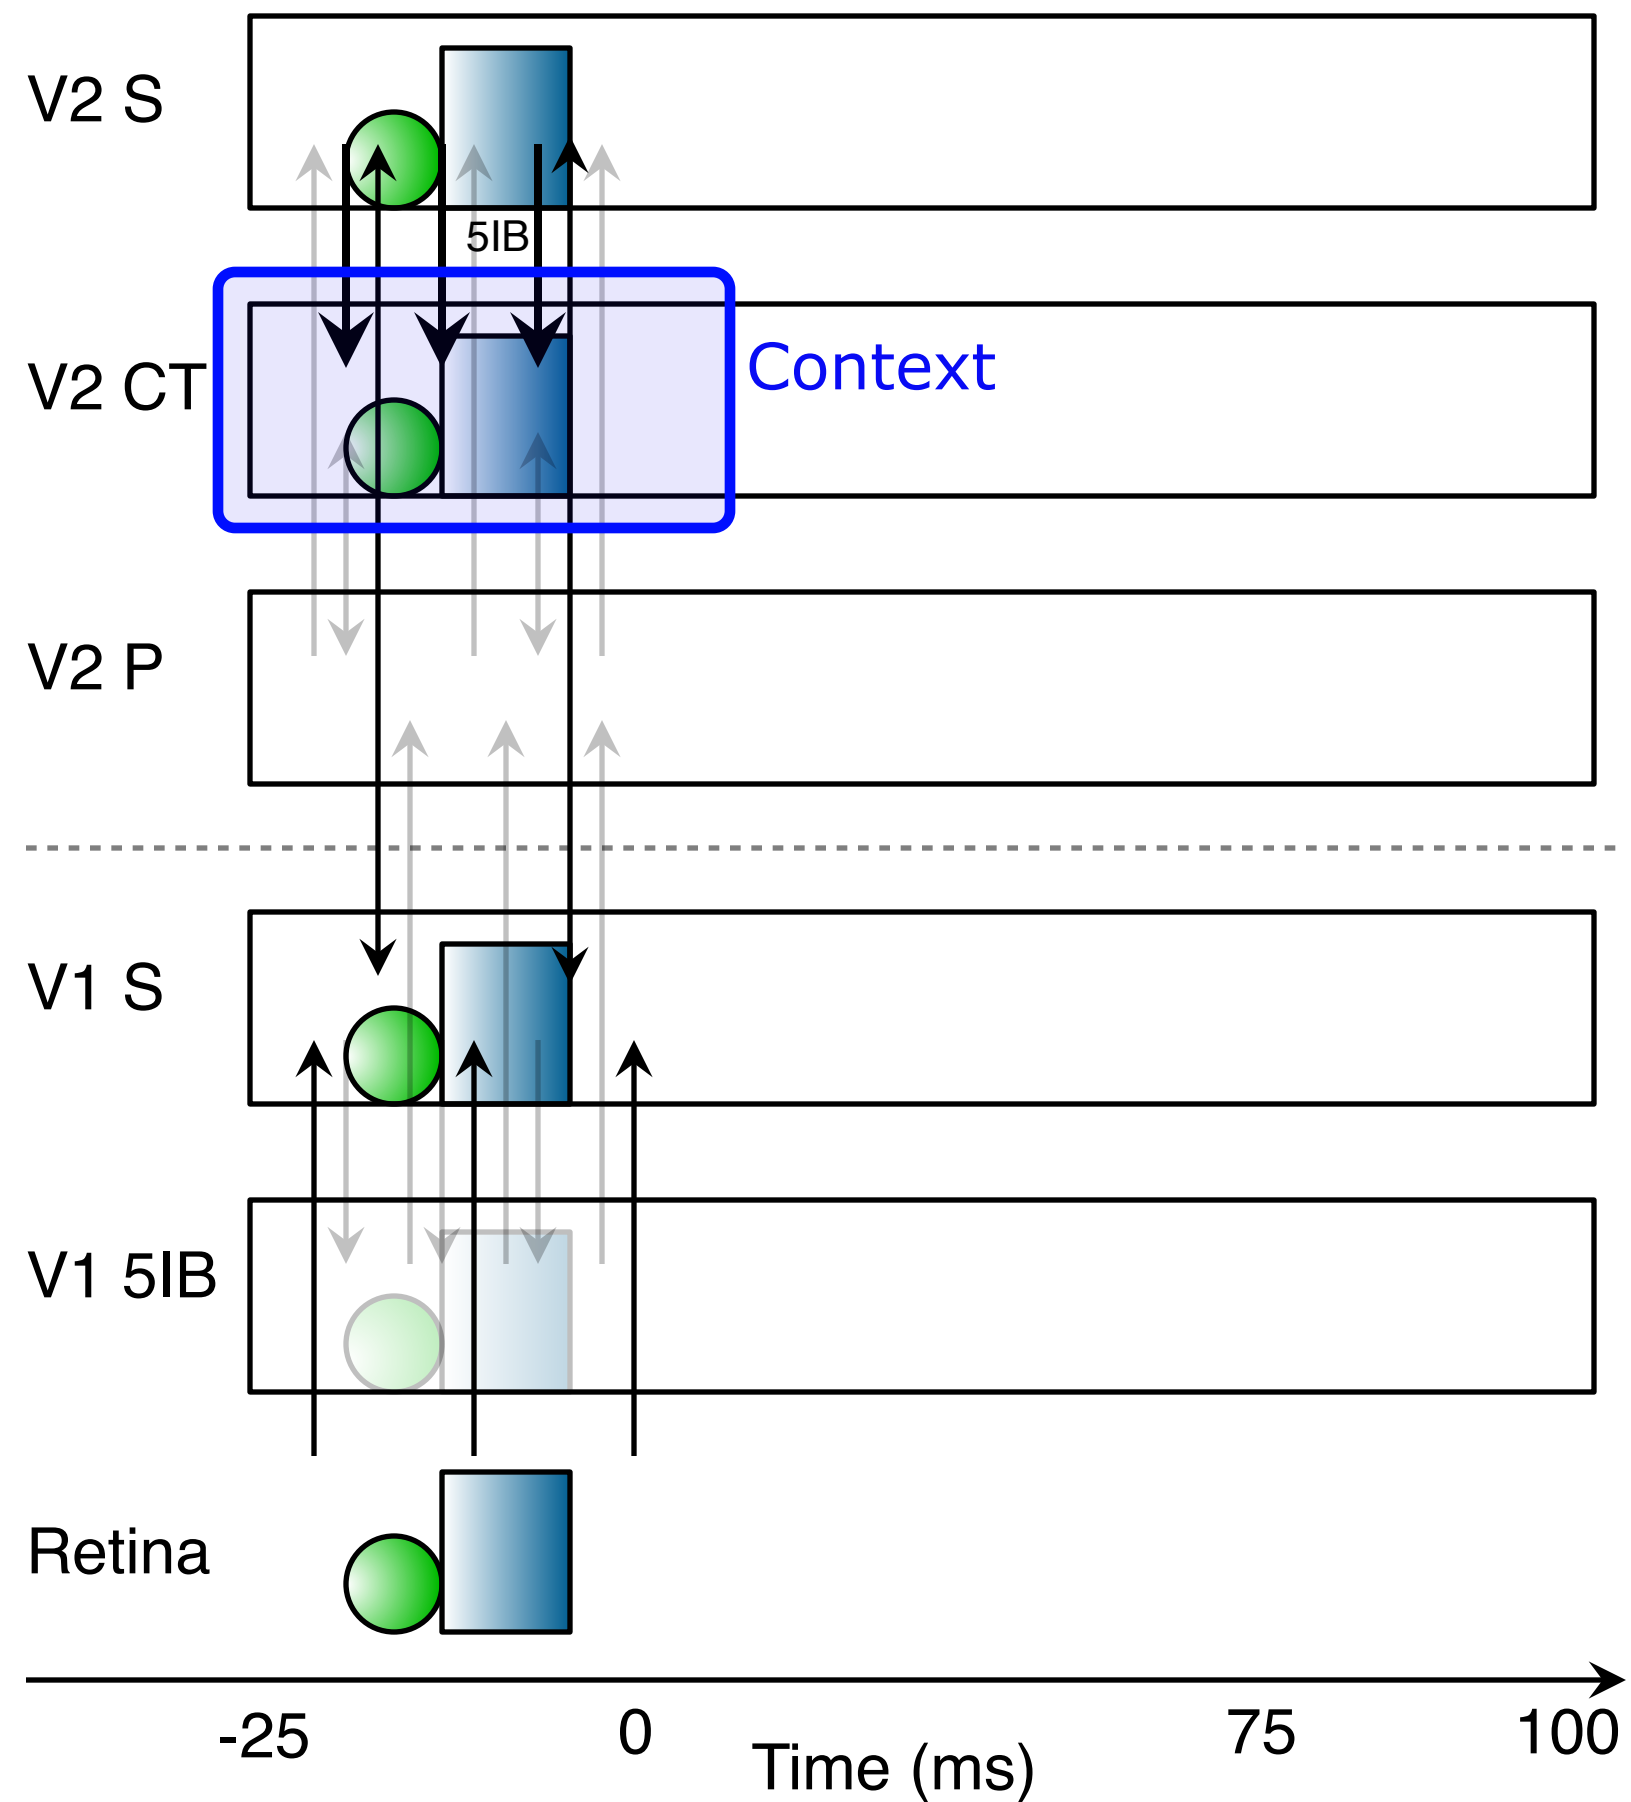 V2 S
5IB
V2 CT
Context
V2 P
V1 S
V1 5IB
Retina
-25 0 75 100
Time (ms)